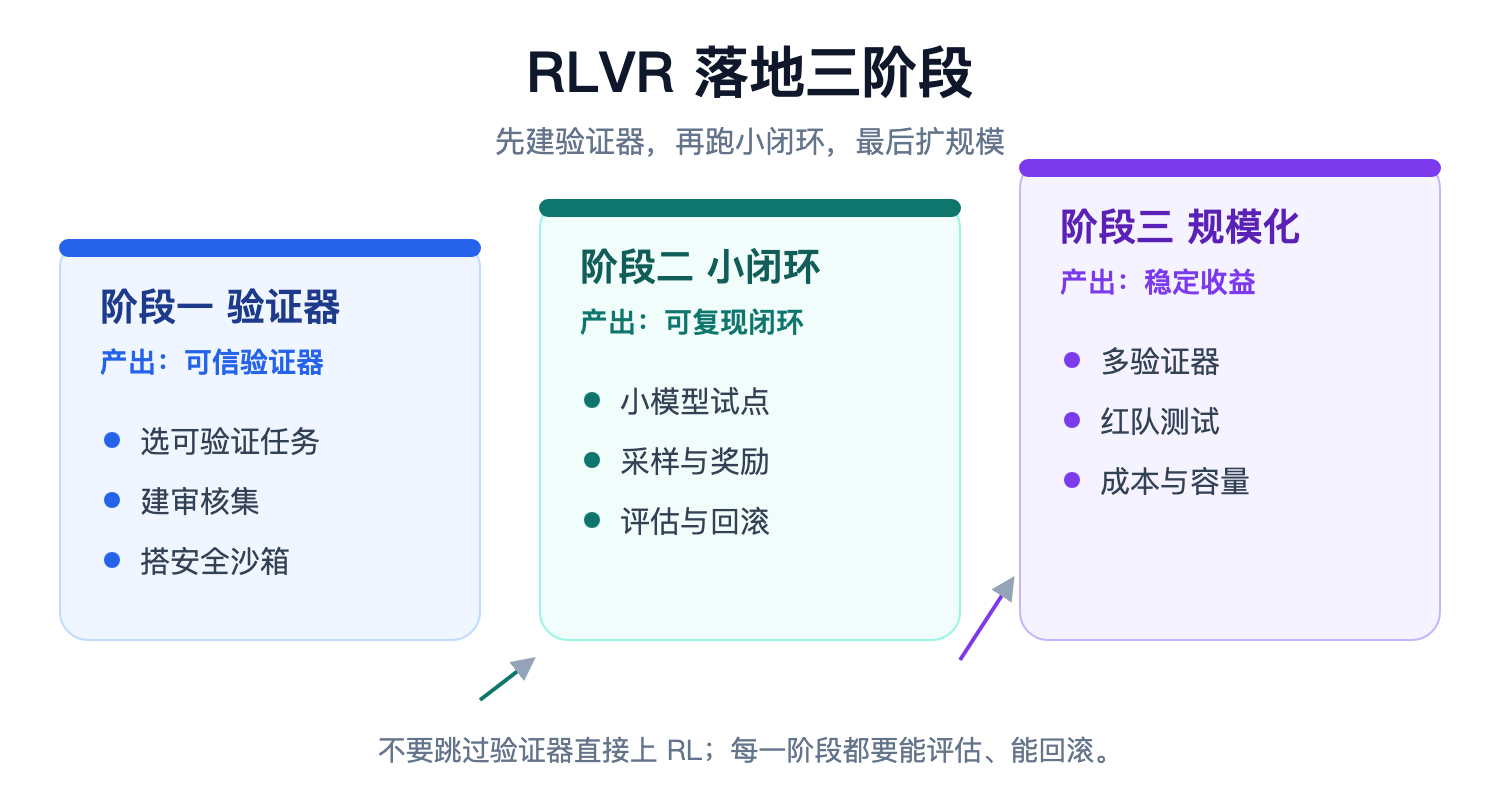 RLVR 落地三阶段
先建验证器，再跑小闭环，最后扩规模
阶段一 验证器
产出：可信验证器
选可验证任务
建审核集
搭安全沙箱
阶段二 小闭环
产出：可复现闭环
小模型试点
采样与奖励
评估与回滚
阶段三 规模化
产出：稳定收益
多验证器
红队测试
成本与容量
不要跳过验证器直接上 RL；每一阶段都要能评估、能回滚。